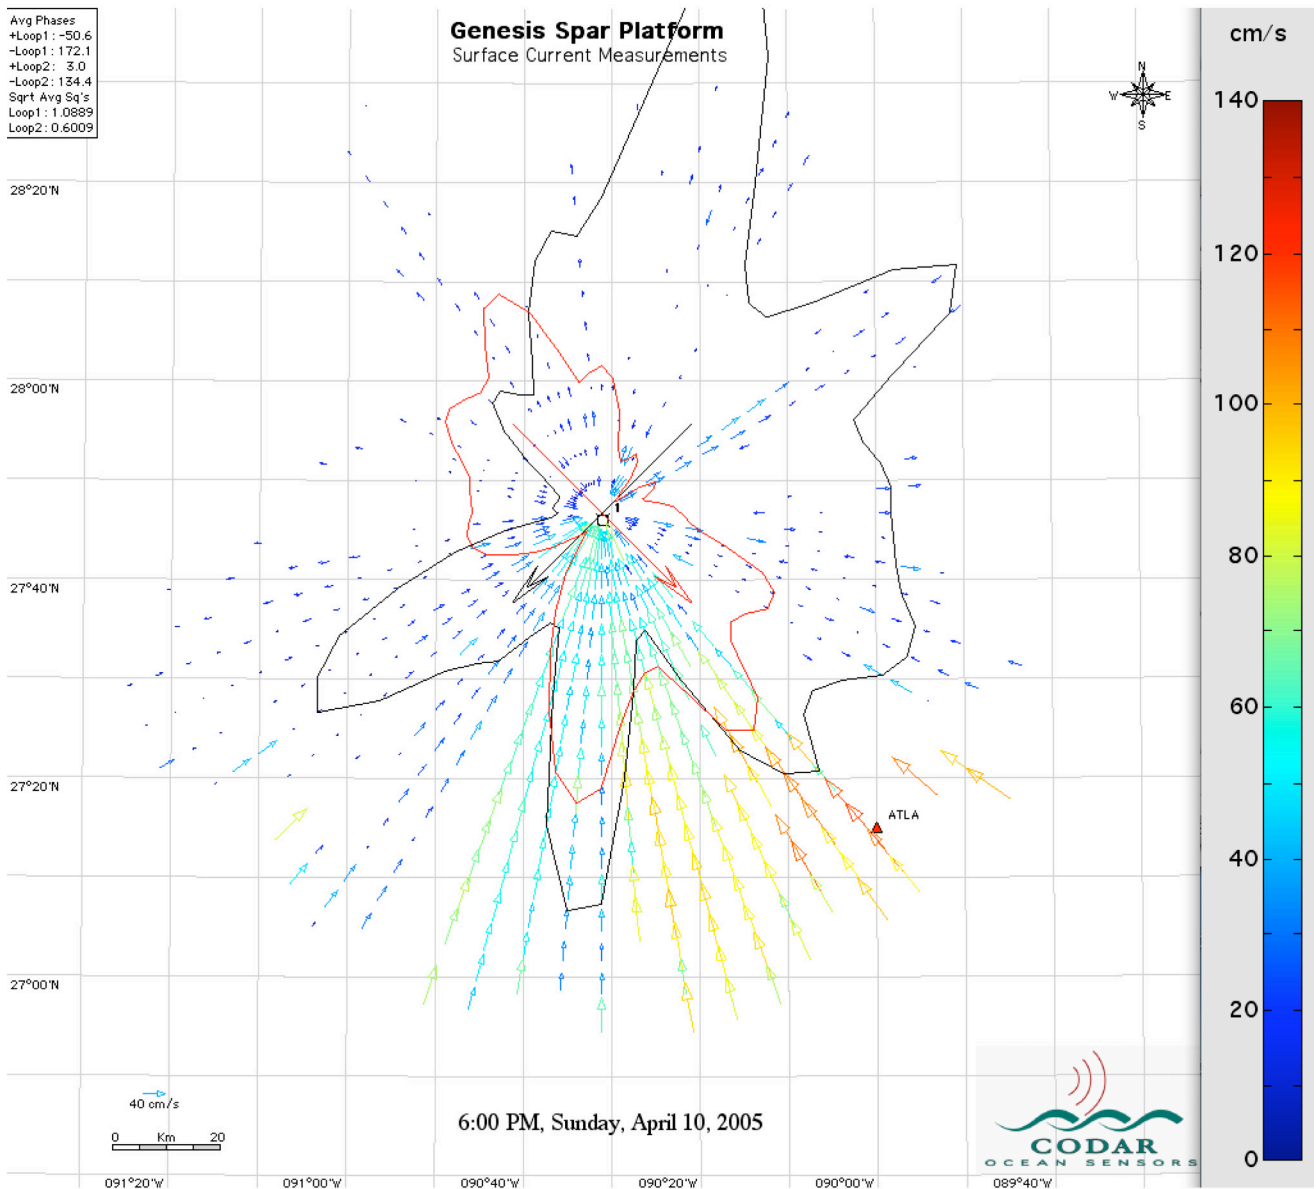 Avg Phases
+Loop1: -50.6
-Loop1: 172.1
+Loop2: 3.0
-Loop2: 134.4
Sqrt Avg Sq's
Loop1: 1.0889
Loop2: 0.6009
Genesis Spar Platform
Surface Current Measurements
cm/s
N
W E
S
140
120
100
80
60
40
20
0
28°20'N
28°00'N
27°40'N
27°20'N
27°00'N
1
ATLA
40 cm/s
0 Km 20
6:00 PM, Sunday, April 10, 2005
CODAR
OCEAN SENSORS
091°20'W 091°00'W 090°40'W 090°20'W 090°00'W 089°40'W